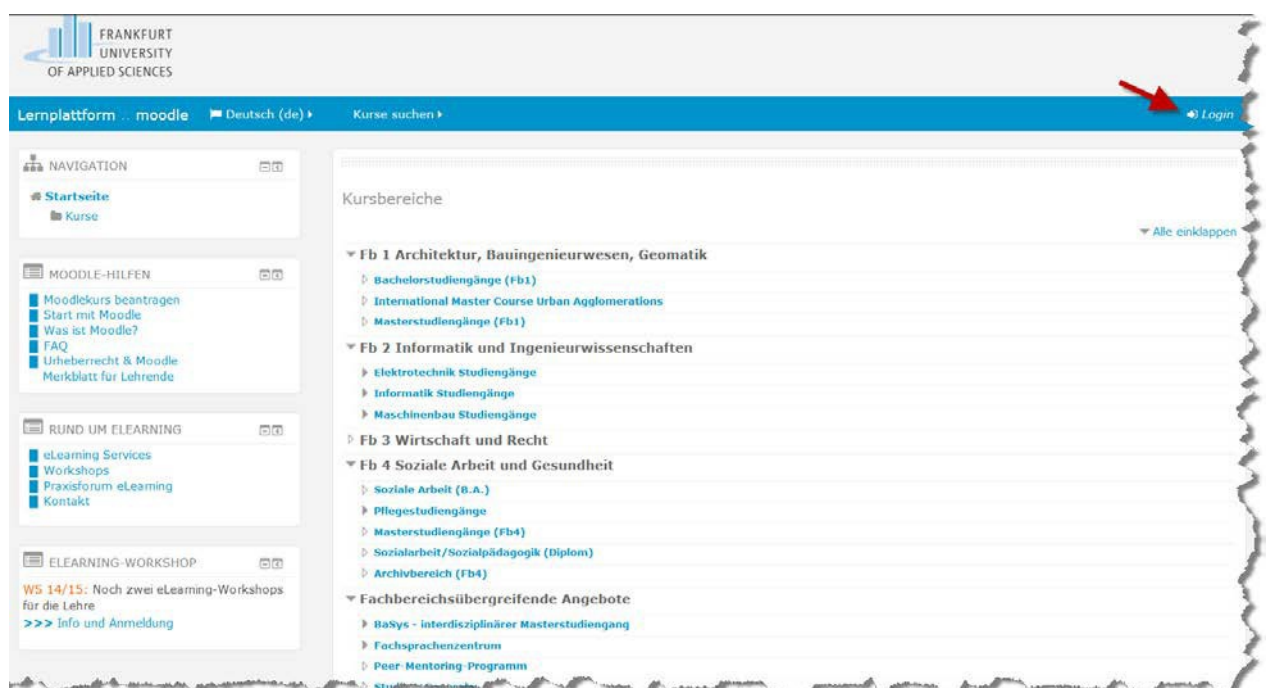 FRANKFURT
UNIVERSITY
OF APPLIED SCIENCES
Lernplattform .. moodle Deutsch (de) Kurse suchen Login
NAVIGATION
Startseite
Kurse
MOODLE-HILFEN
Moodlekurs beantragen
Start mit Moodle
Was ist Moodle?
FAQ
Urheberrecht & Moodle
Merkblatt für Lehrende
RUND UM ELEARNING
eLearning Services
Workshops
Praxisforum eLearning
Kontakt
ELEARNING-WORKSHOP
WS 14/15: Noch zwei eLearning-Workshops
für die Lehre
>>> Info und Anmeldung
Kursbereiche
Alle einklappen
Fb 1 Architektur, Bauingenieurwesen, Geomatik
Bachelorstudiengänge (Fb1)
International Master Course Urban Agglomerations
Masterstudiengänge (Fb1)
Fb 2 Informatik und Ingenieurwissenschaften
Elektrotechnik Studiengänge
Informatik Studiengänge
Maschinenbau Studiengänge
Fb 3 Wirtschaft und Recht
Fb 4 Soziale Arbeit und Gesundheit
Soziale Arbeit (B.A.)
Pflegestudiengänge
Masterstudiengänge (Fb4)
Sozialarbeit/Sozialpädagogik (Diplom)
Archivbereich (Fb4)
Fachbereichsübergreifende Angebote
BaSys - interdisziplinärer Masterstudiengang
Fachsprachenzentrum
Peer-Mentoring-Programm